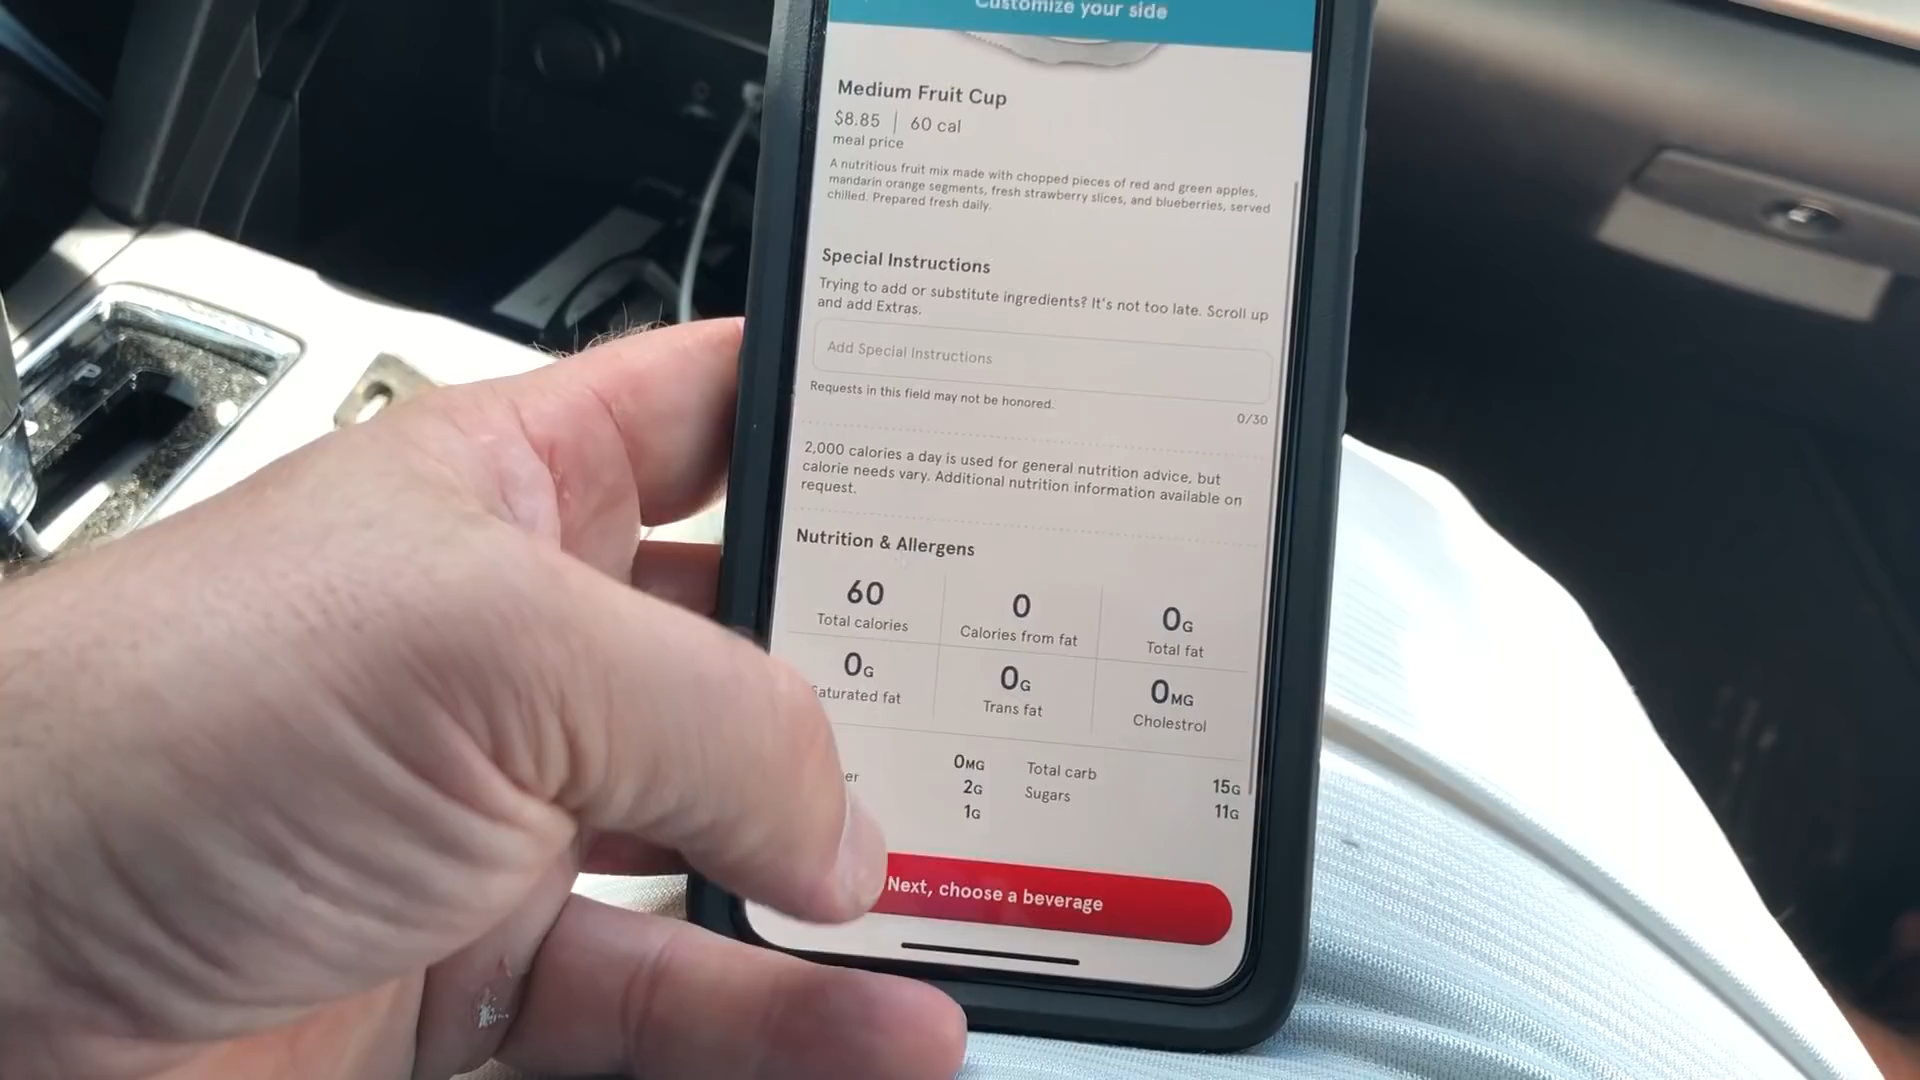 Customize your side
Medium Fruit Cup
$8.85 | 60 cal
meal price
A nutritious fruit mix made with chopped pieces of red and green apples,
mandarin orange segments, fresh strawberry slices, and blueberries, served
chilled. Prepared fresh daily.
Special Instructions
Trying to add or substitute ingredients? It's not too late. Scroll up
and add Extras.
Add Special Instructions
Requests in this field may not be honored.
0/30
2,000 calories a day is used for general nutrition advice, but
calorie needs vary. Additional nutrition information available on
request.
Nutrition & Allergens
60 0 0G
Total calories Calories from fat Total fat
0G 0G 0MG
Saturated fat Trans fat Cholestrol
0MG Total carb 15G
er 2G Sugars 11G
1G
Next, choose a beverage
P